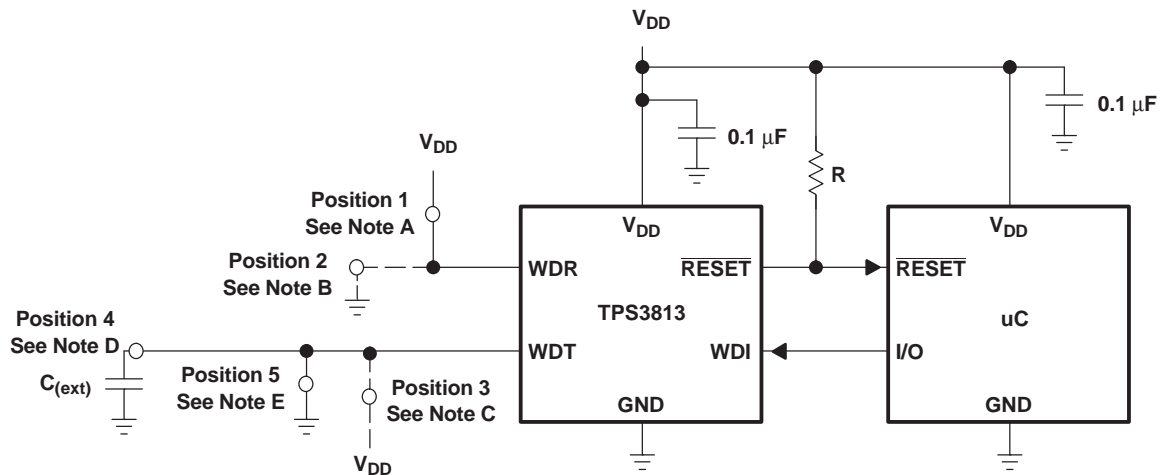 VDD
0.1 μF
0.1 μF
VDD
R
Position 1
See Note A
VDD
VDD
Position 2
See Note B
WDR
RESET
RESET
TPS3813
uC
Position 4
See Note D
WDT
WDI
I/O
C(ext)
Position 5
See Note E
Position 3
See Note C
GND
GND
VDD